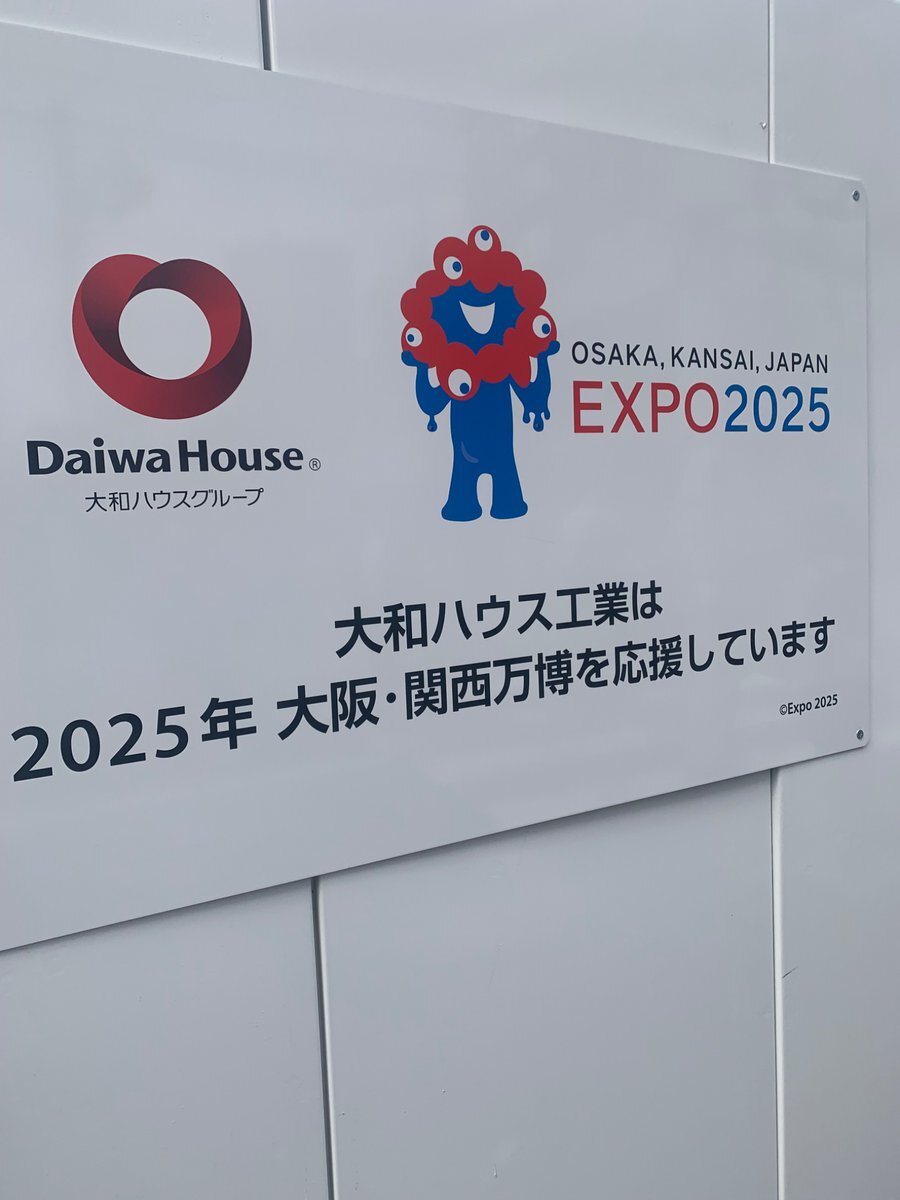 Daiwa House®
大和ハウスグループ
OSAKA, KANSAI, JAPAN
EXPO2025
大和ハウス工業は
2025年 大阪・関西万博を応援しています
©Expo 2025